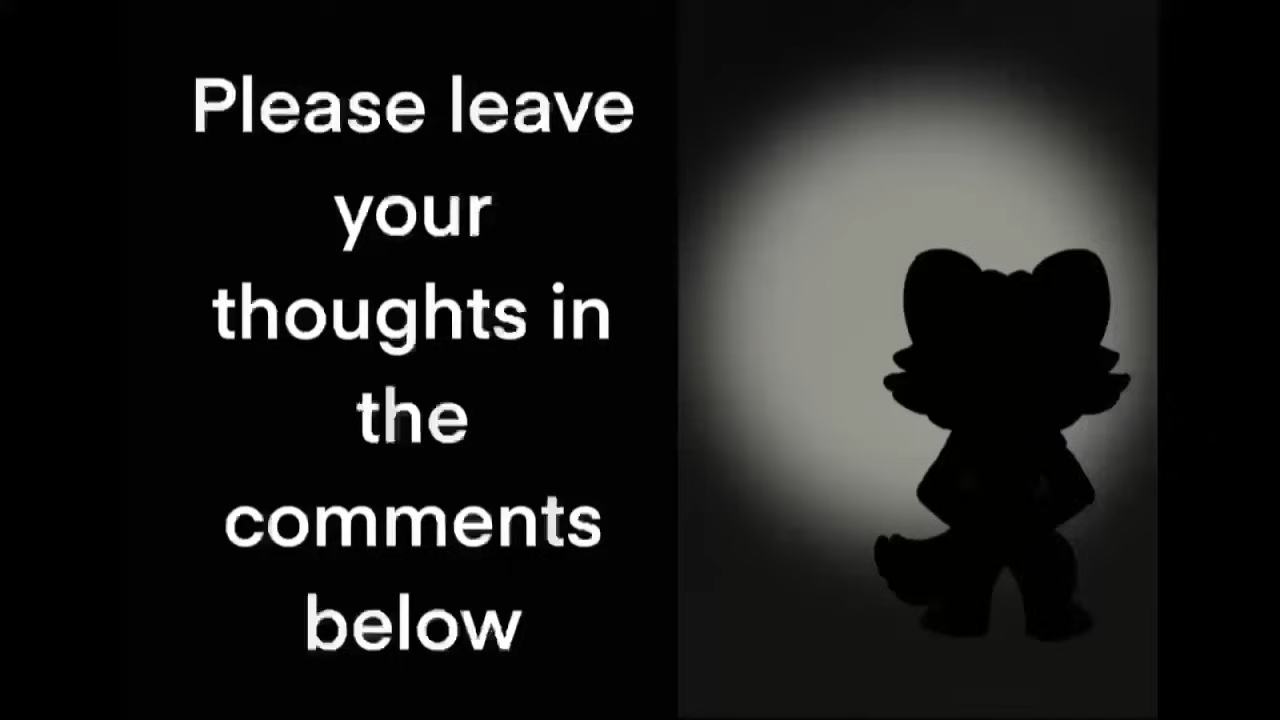 Please leave
your
thoughts in
the
comments
below